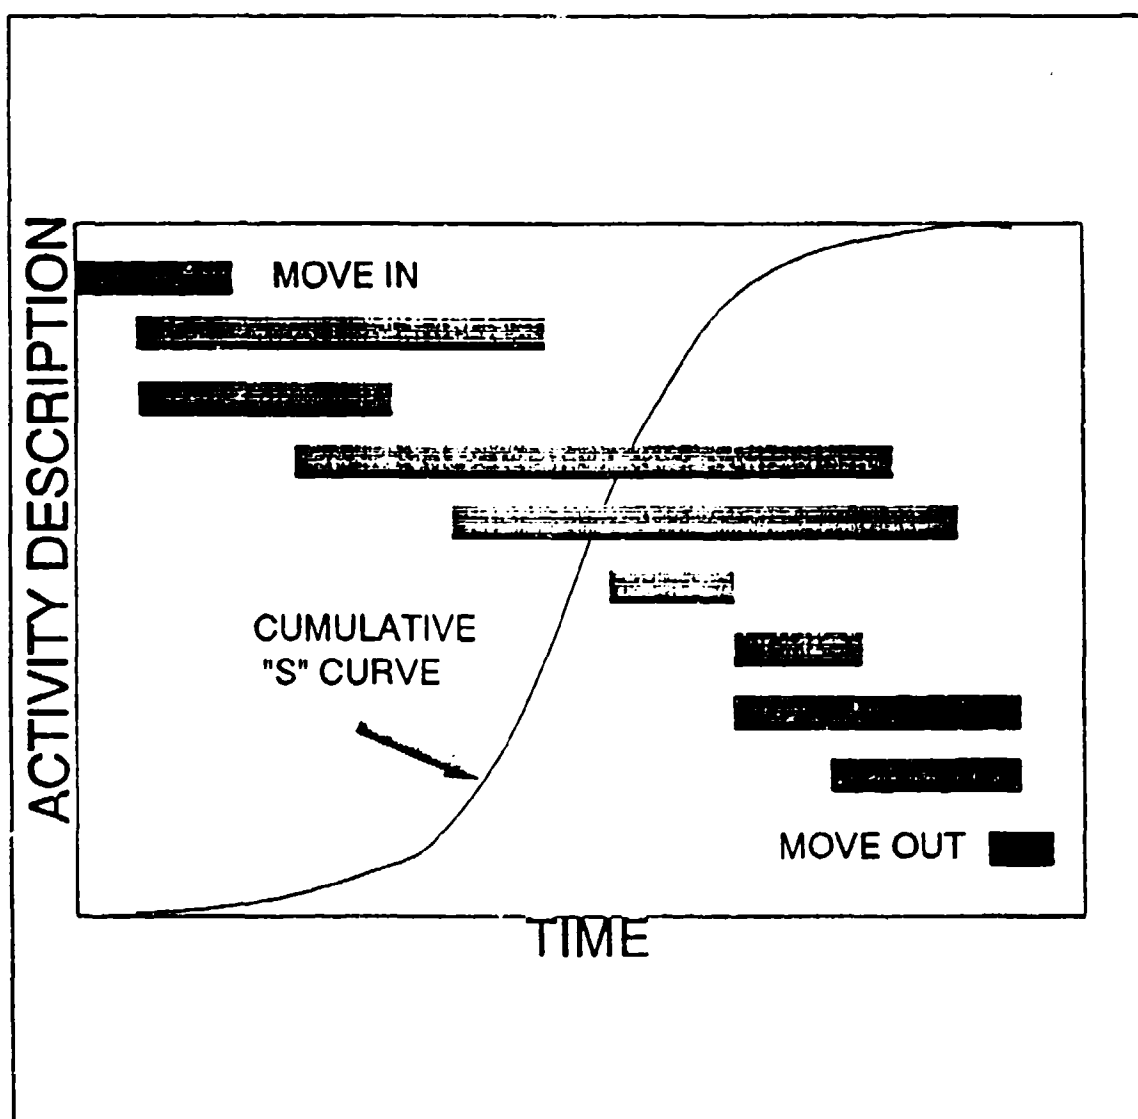 ACTIVITY DESCRIPTION
MOVE IN
CUMULATIVE
"S" CURVE
MOVE OUT
TIME